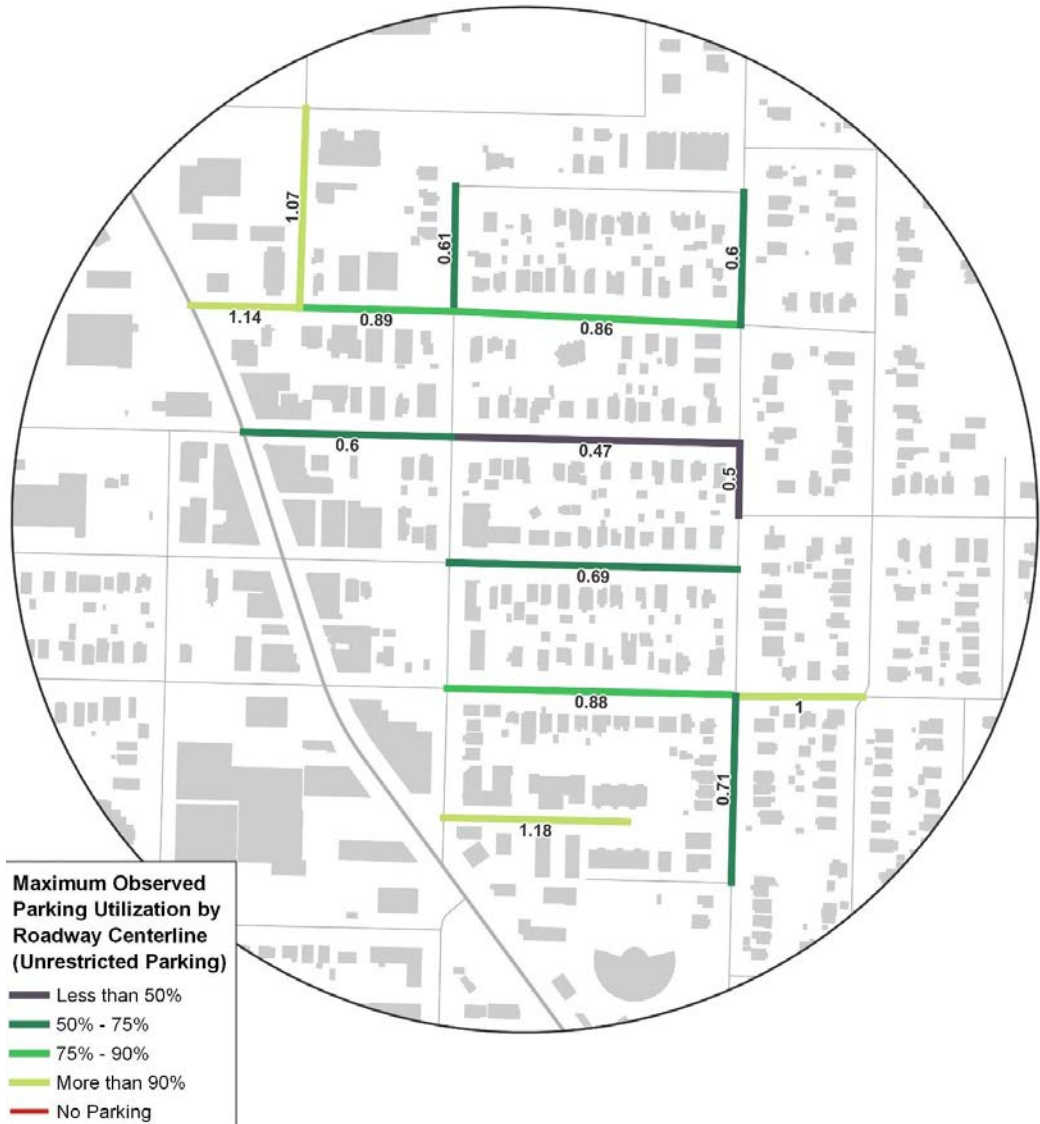 1.07
0.61
0.6
1.14
0.89
0.86
0.6
0.47
0.5
0.69
0.88
1
0.71
1.18
Maximum Observed
Parking Utilization by
Roadway Centerline
(Unrestricted Parking)
Less than 50%
50% - 75%
75% - 90%
More than 90%
No Parking